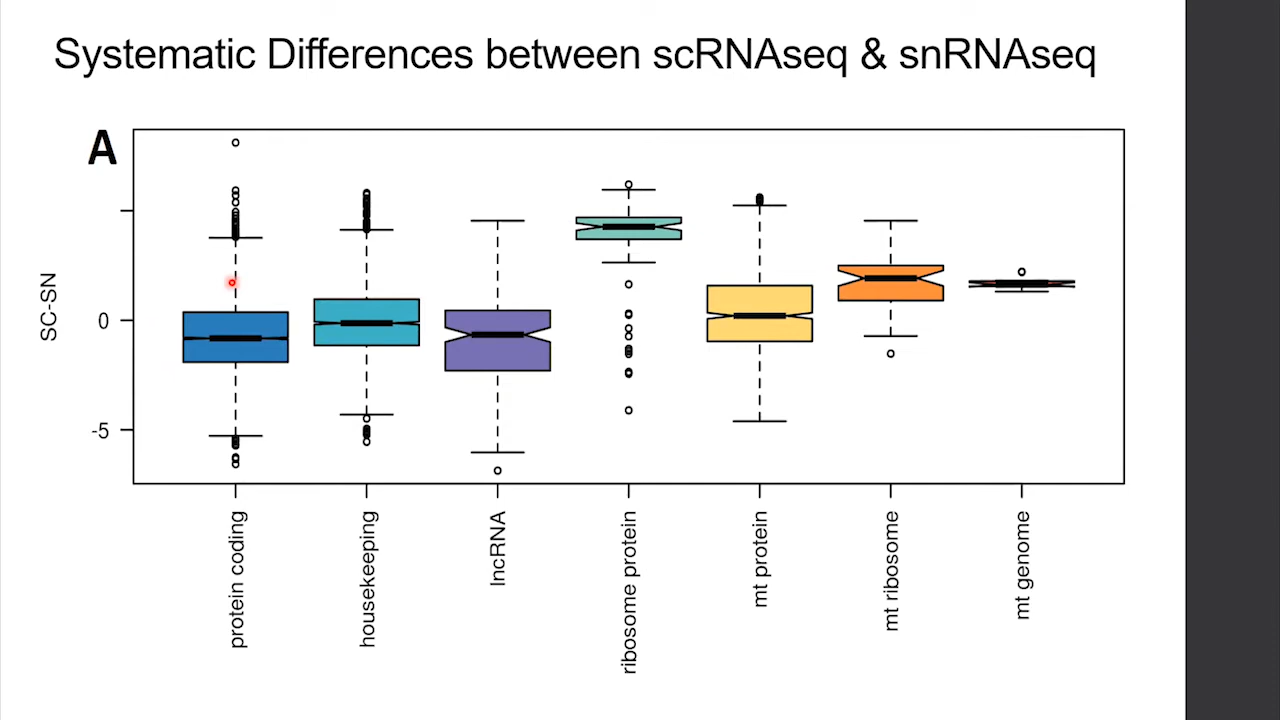 Systematic Differences between scRNAseq & snRNAseq
A
SC-SN
0
-5
protein coding
housekeeping
lncRNA
ribosome protein
mt protein
mt ribosome
mt genome